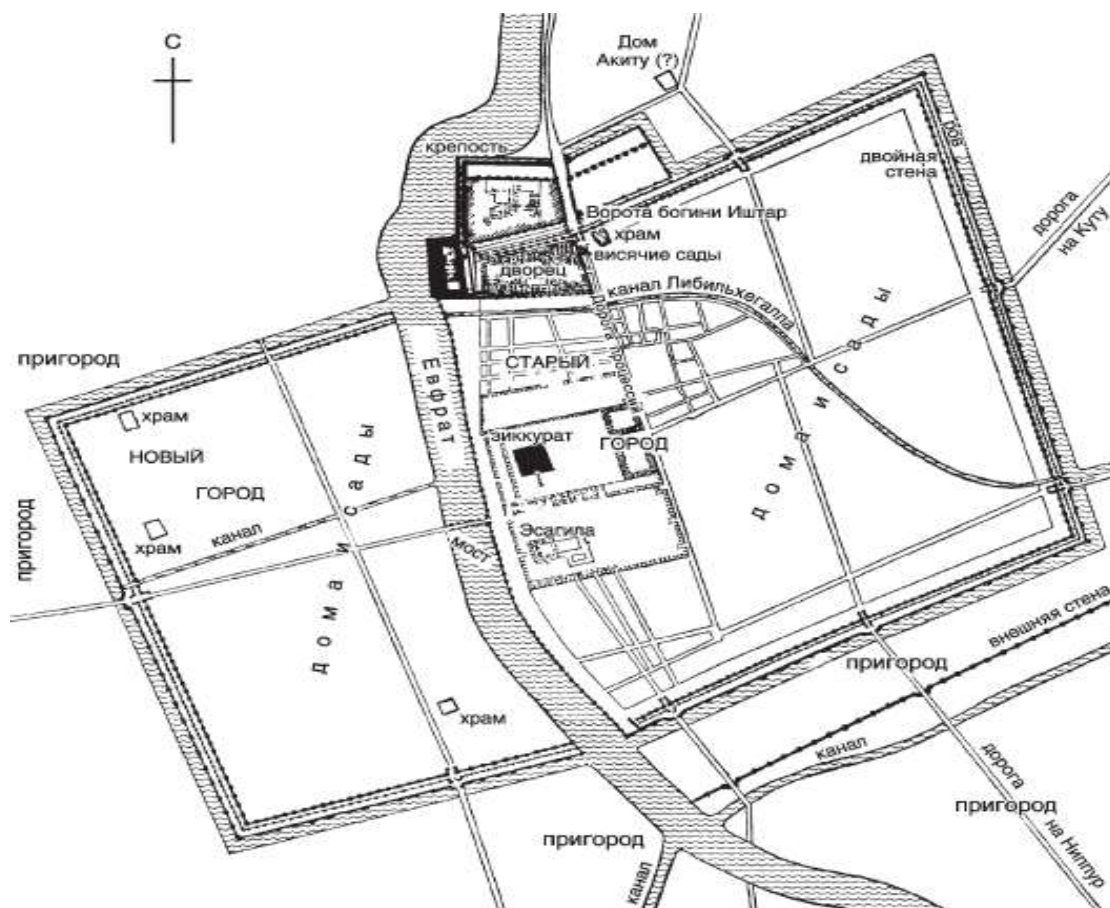 С
Дом
Акиту (?)
крепость
ров
двойная
стена
Ворота богини Иштар
храм
висячие сады
дворец
дорога
на Куту
канал Либильхегалла
пригород
Евфрат
СТАРЫЙ
дорога процессий
дома и сады
храм
НОВЫЙ
ГОРОД
зиккурат
ГОРОД
дома и сады
пригород
храм
канал
мост
Эсагила
внешняя стена
пригород
храм
канал
дорога
на Ниппур
пригород
пригород
канал